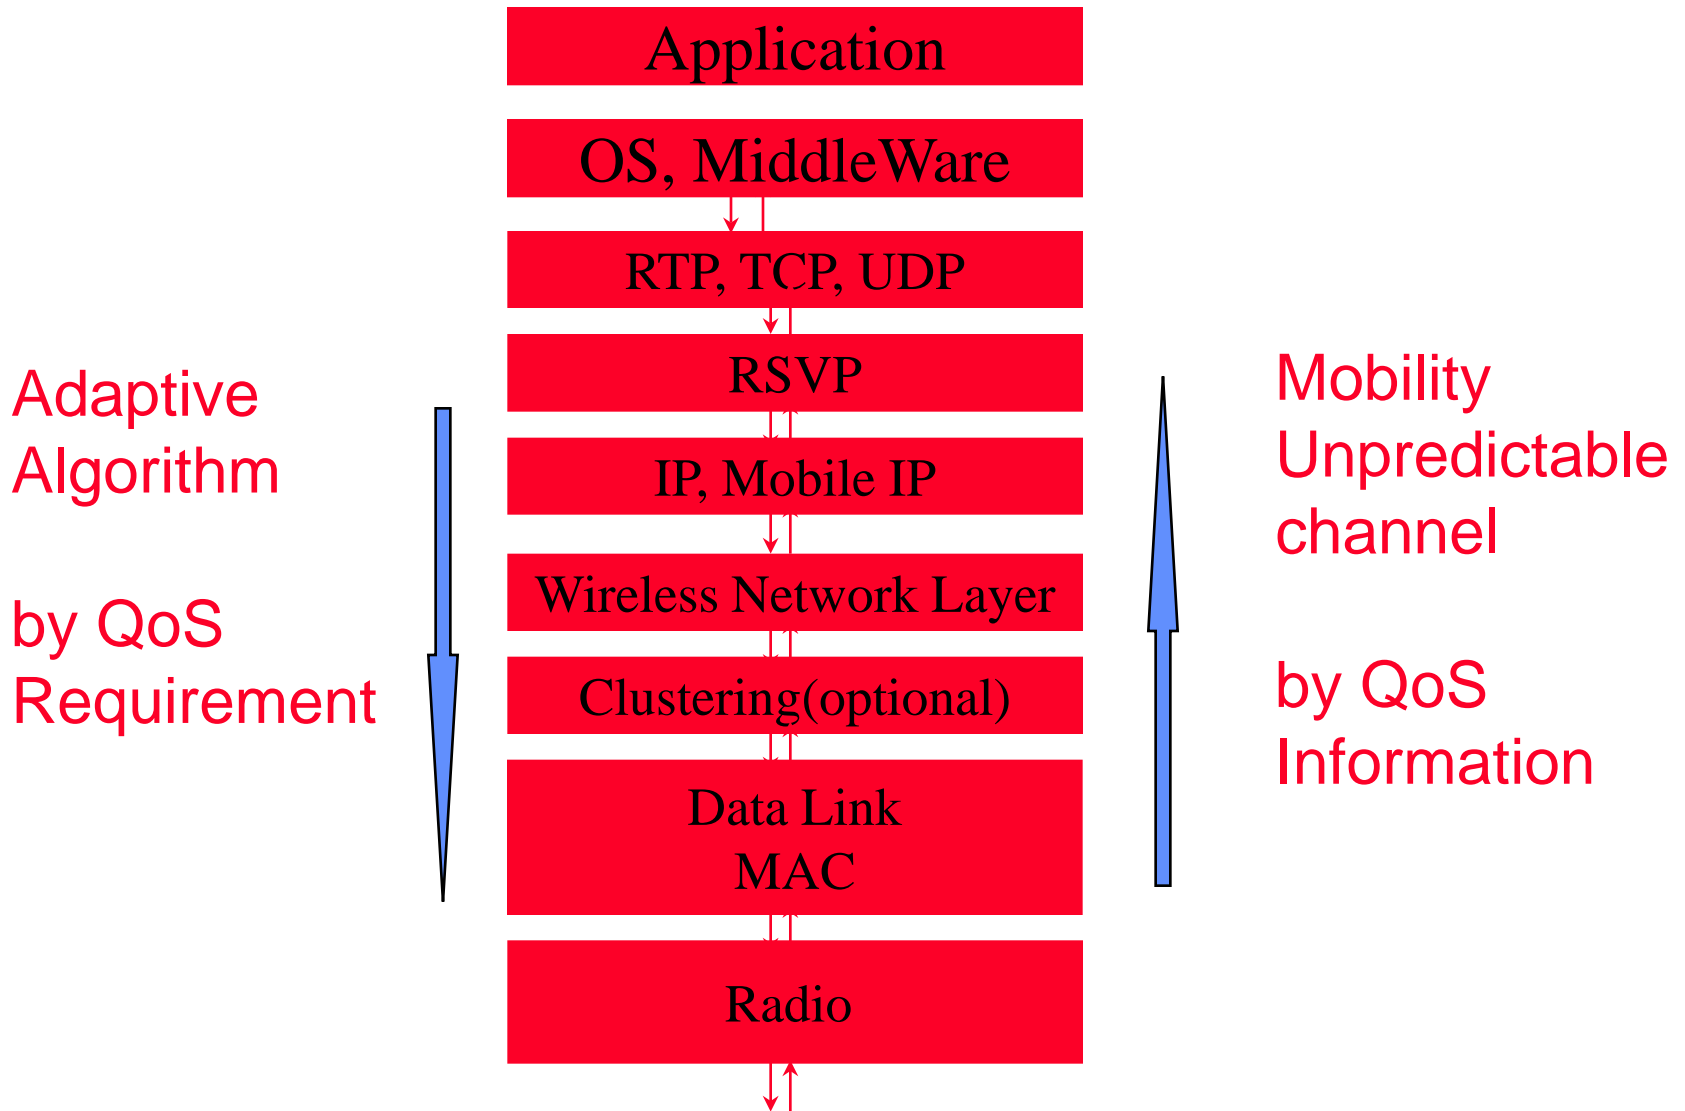 Application
OS, MiddleWare
RTP, TCP, UDP
RSVP
IP, Mobile IP
Wireless Network Layer
Clustering(optional)
Data Link
MAC
Radio
Adaptive
Algorithm
by QoS
Requirement
Mobility
Unpredictable
channel
by QoS
Information